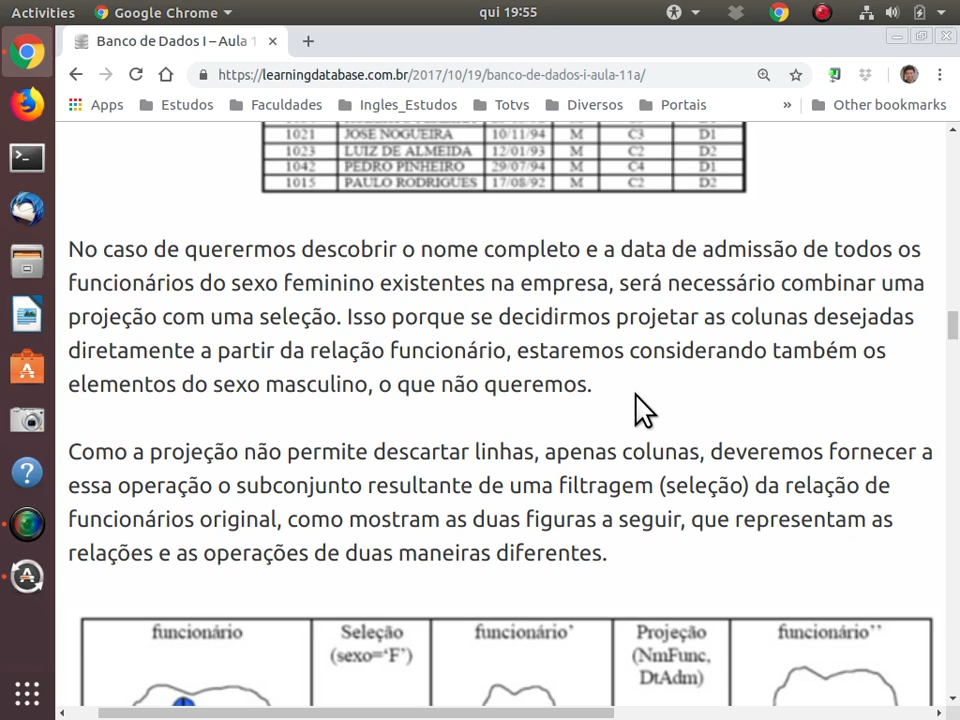 Activities
Google Chrome
qui 19:55
Banco de Dados I – Aula 1
https://learningdatabase.com.br/2017/10/19/banco-de-dados-i-aula-11a/
Apps Estudos Faculdades Ingles_Estudos Totvs Diversos Portais » Other bookmarks
1021 JOSE NOGUEIRA 10/11/94 M C3 D1
1023 LUIZ DE ALMEIDA 12/01/93 M C2 D2
1042 PEDRO PINHEIRO 29/07/94 M C4 D1
1015 PAULO RODRIGUES 17/08/92 M C2 D2
No caso de querermos descobrir o nome completo e a data de admissão de todos os
funcionários do sexo feminino existentes na empresa, será necessário combinar uma
projeção com uma seleção. Isso porque se decidirmos projetar as colunas desejadas
diretamente a partir da relação funcionário, estaremos considerando também os
elementos do sexo masculino, o que não queremos.
Como a projeção não permite descartar linhas, apenas colunas, deveremos fornecer a
essa operação o subconjunto resultante de uma filtragem (seleção) da relação de
funcionários original, como mostram as duas figuras a seguir, que representam as
relações e as operações de duas maneiras diferentes.
funcionário Seleção funcionário’ Projeção funcionário’’
(sexo=‘F’) (NmFunc,
DtAdm)